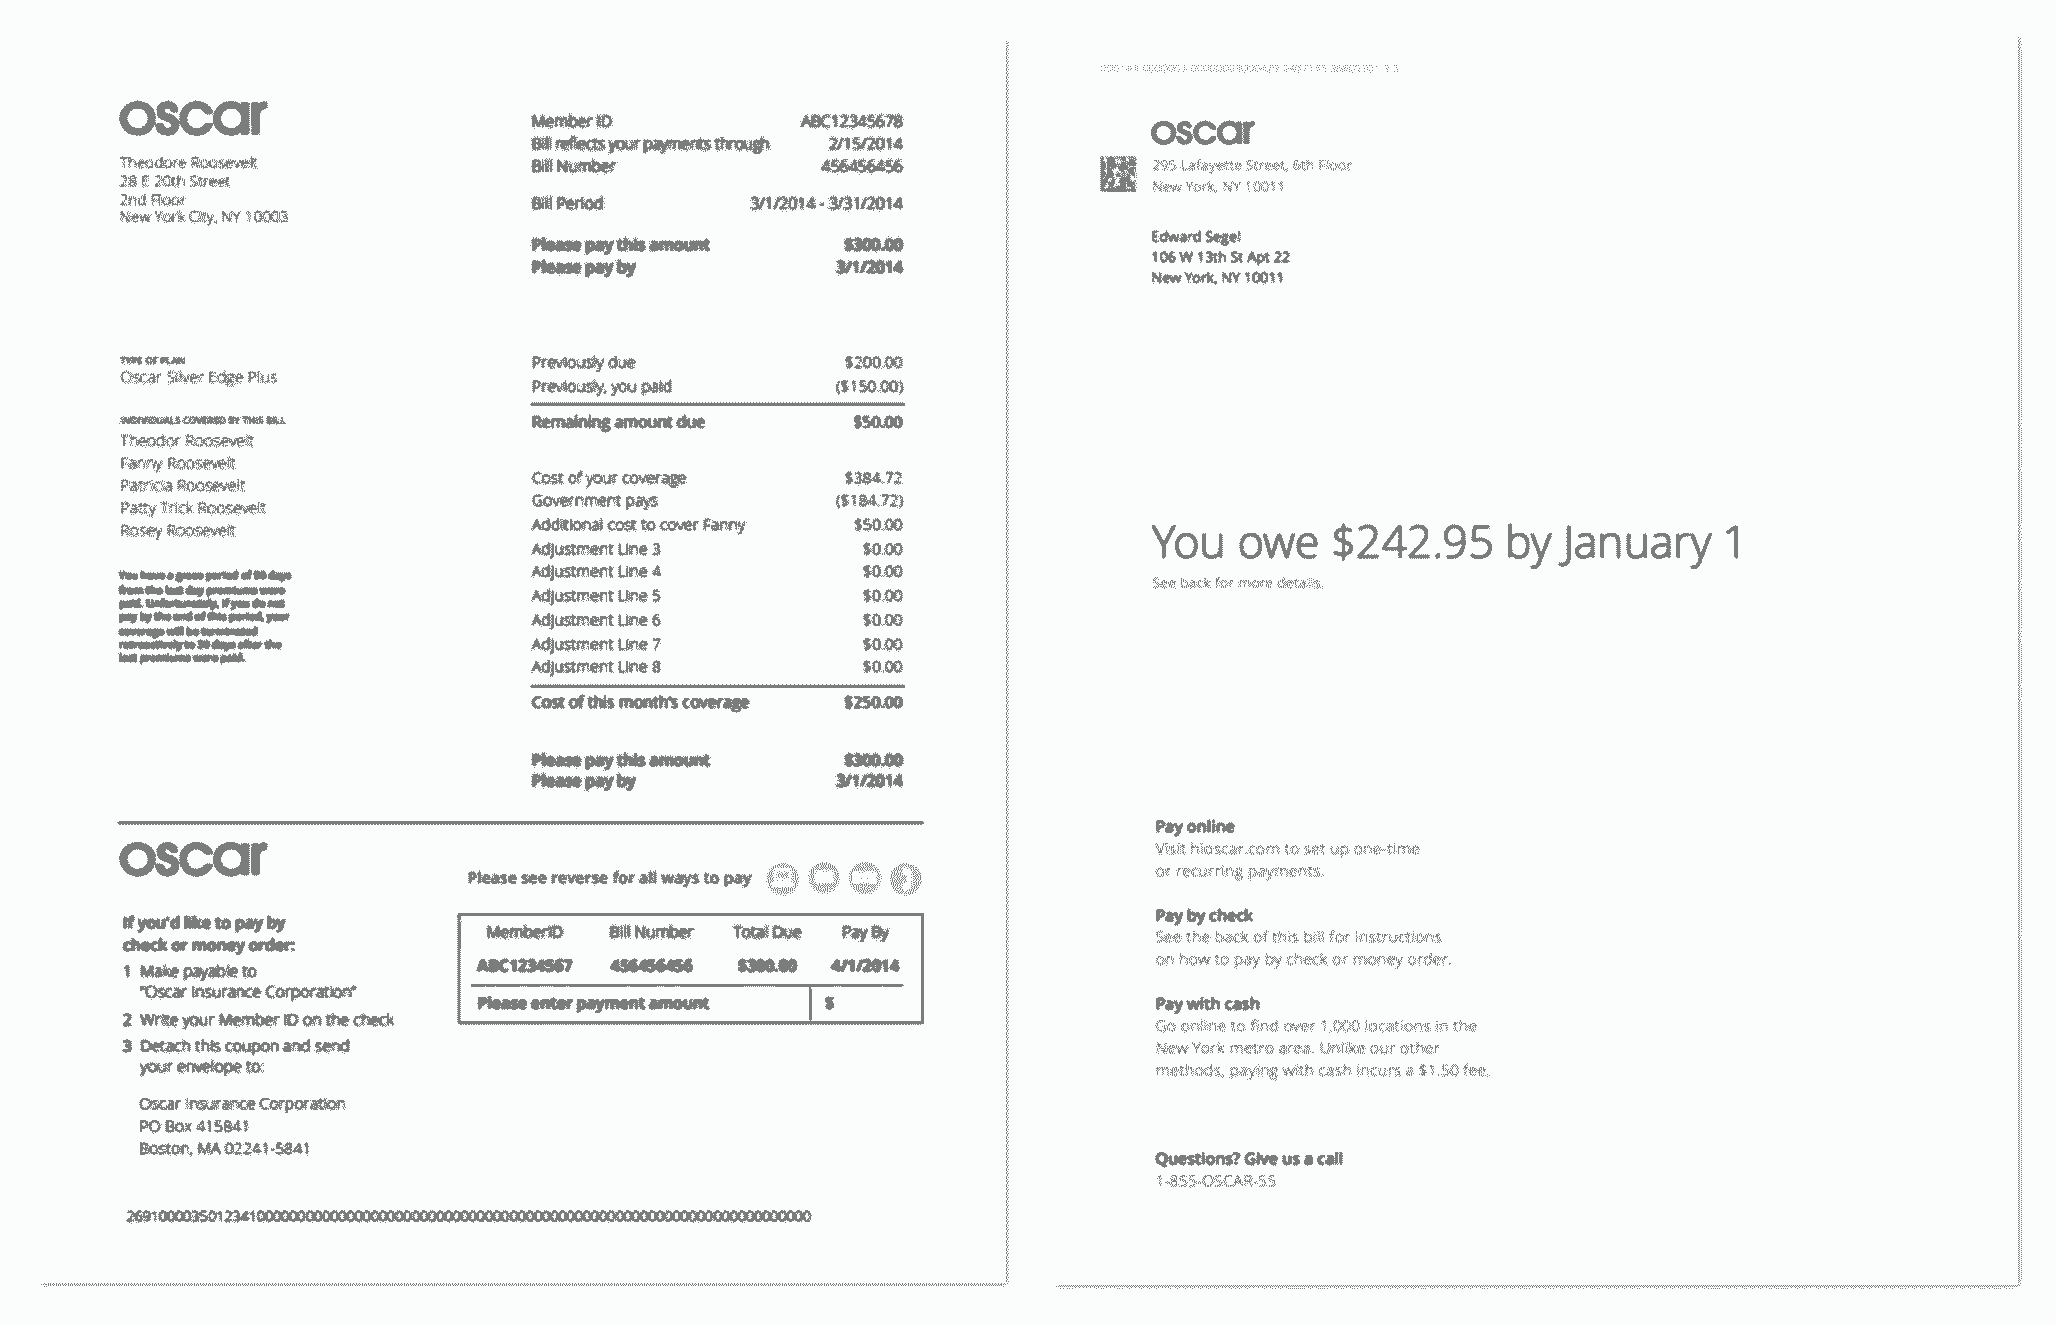 oscar
Theodore Roosevelt
28 E 20th Street
2nd Floor
New York City, NY 10003
Member ID ABC12345678
Bill reflects your payments through 2/15/2014
Bill Number 456456456
Bill Period 3/1/2014 - 3/31/2014
Please pay this amount $300.00
Please pay by 3/1/2014
TYPE OF PLAN
Oscar Silver Edge Plus
INDIVIDUALS COVERED BY THIS BILL
Theodor Roosevelt
Fanny Roosevelt
Patricia Roosevelt
Patty Trick Roosevelt
Rosey Roosevelt
You have a grace period of 90 days
from the last day premiums were
paid. Unfortunately, if you do not
pay by the end of this period, your
coverage will be terminated
retroactively to 30 days after the
last premiums were paid.
Previously due $200.00
Previously, you paid ($150.00)
Remaining amount due $50.00
Cost of your coverage $384.72
Government pays ($184.72)
Additional cost to cover Fanny $50.00
Adjustment Line 3 $0.00
Adjustment Line 4 $0.00
Adjustment Line 5 $0.00
Adjustment Line 6 $0.00
Adjustment Line 7 $0.00
Adjustment Line 8 $0.00
Cost of this month's coverage $250.00
Please pay this amount $300.00
Please pay by 3/1/2014
oscar
If you'd like to pay by
check or money order:
1 Make payable to
"Oscar Insurance Corporation"
2 Write your Member ID on the check
3 Detach this coupon and send
your envelope to:
Oscar Insurance Corporation
PO Box 415841
Boston, MA 02241-5841
Please see reverse for all ways to pay
MemberID Bill Number Total Due Pay By
ABC1234567 456456456 $300.00 4/1/2014
Please enter payment amount $
oscar
295 Lafayette Street, 6th Floor
New York, NY 10011
Edward Segel
106 W 13th St Apt 22
New York, NY 10011
You owe $242.95 by January 1
See back for more details.
Pay online
Visit hioscar.com to set up one-time
or recurring payments.
Pay by check
See the back of this bill for instructions
on how to pay by check or money order.
Pay with cash
Go online to find over 1,000 locations in the
New York metro area. Unlike our other
methods, paying with cash incurs a $1.50 fee.
Questions? Give us a call
1-855-OSCAR-55